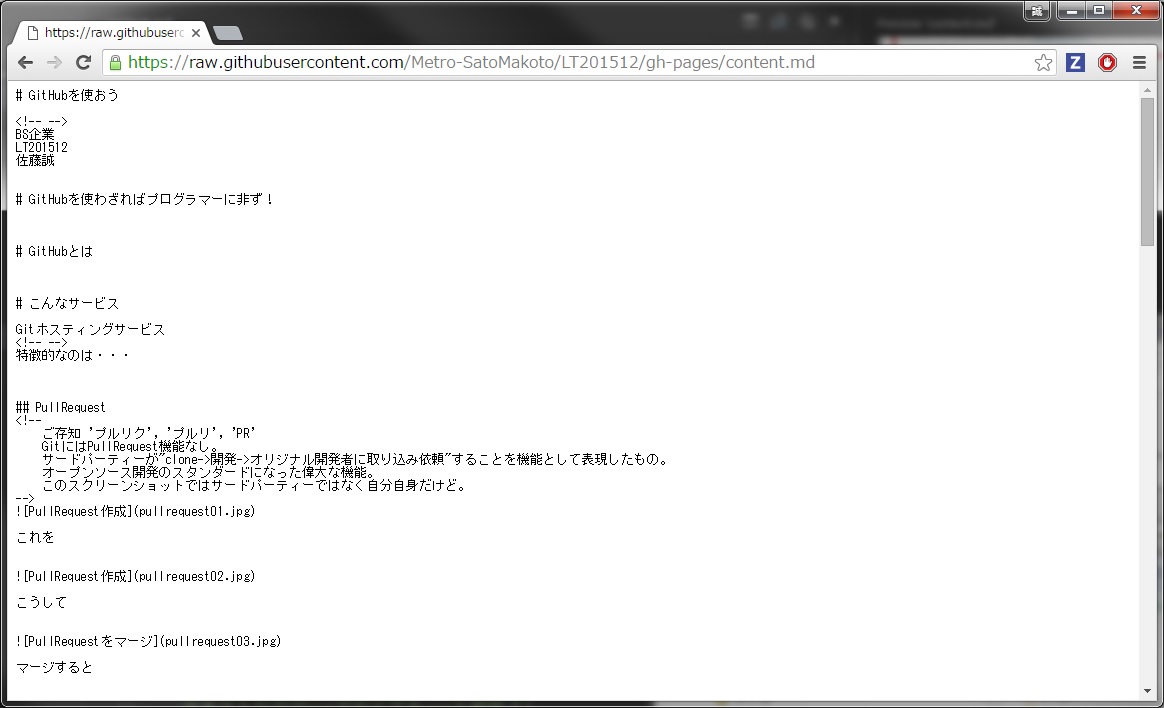 https://raw.githubuserc
https://raw.githubusercontent.com/Metro-SatoMakoto/LT201512/gh-pages/content.md
Z
# GitHubを使おう
<!-- -->
BS企業
LT201512
佐藤誠
# GitHubを使わざればプログラマーに非ず！
# GitHubとは
# こんなサービス
Gitホスティングサービス
<!-- -->
特徴的なのは・・・
## PullRequest
<!--
ご存知 'プルリク', 'プルリ', 'PR'
GitにはPullRequest機能なし。
サードパーティーが"clone->開発->オリジナル開発者に取り込み依頼"することを機能として表現したもの。
オープンソース開発のスタンダードになった偉大な機能。
このスクリーンショットではサードパーティーではなく自分自身だけど。
-->
![PullRequest作成](pullrequest01.jpg)
これを
![PullRequest作成](pullrequest02.jpg)
こうして
![PullRequestをマージ](pullrequest03.jpg)
マージすると